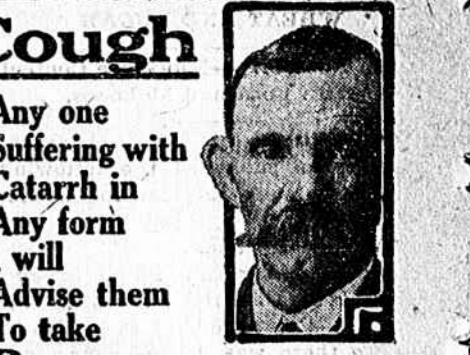 Cough
Any one
Suffering with
Catarrh in
Any form
will
Advise them
To take